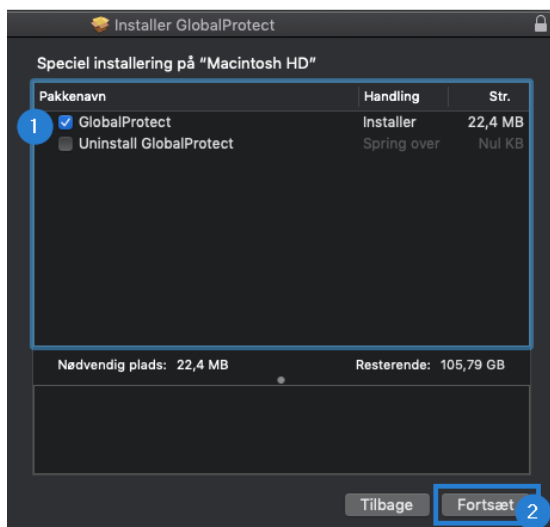 Installer GlobalProtect
Speciel installering på “Macintosh HD”
Pakkenavn Handling Str.
1 GlobalProtect Installer 22,4 MB
Uninstall GlobalProtect Spring over Nul KB
Nødvendig plads: 22,4 MB Resterende: 105,79 GB
Tilbage Fortsæt 2